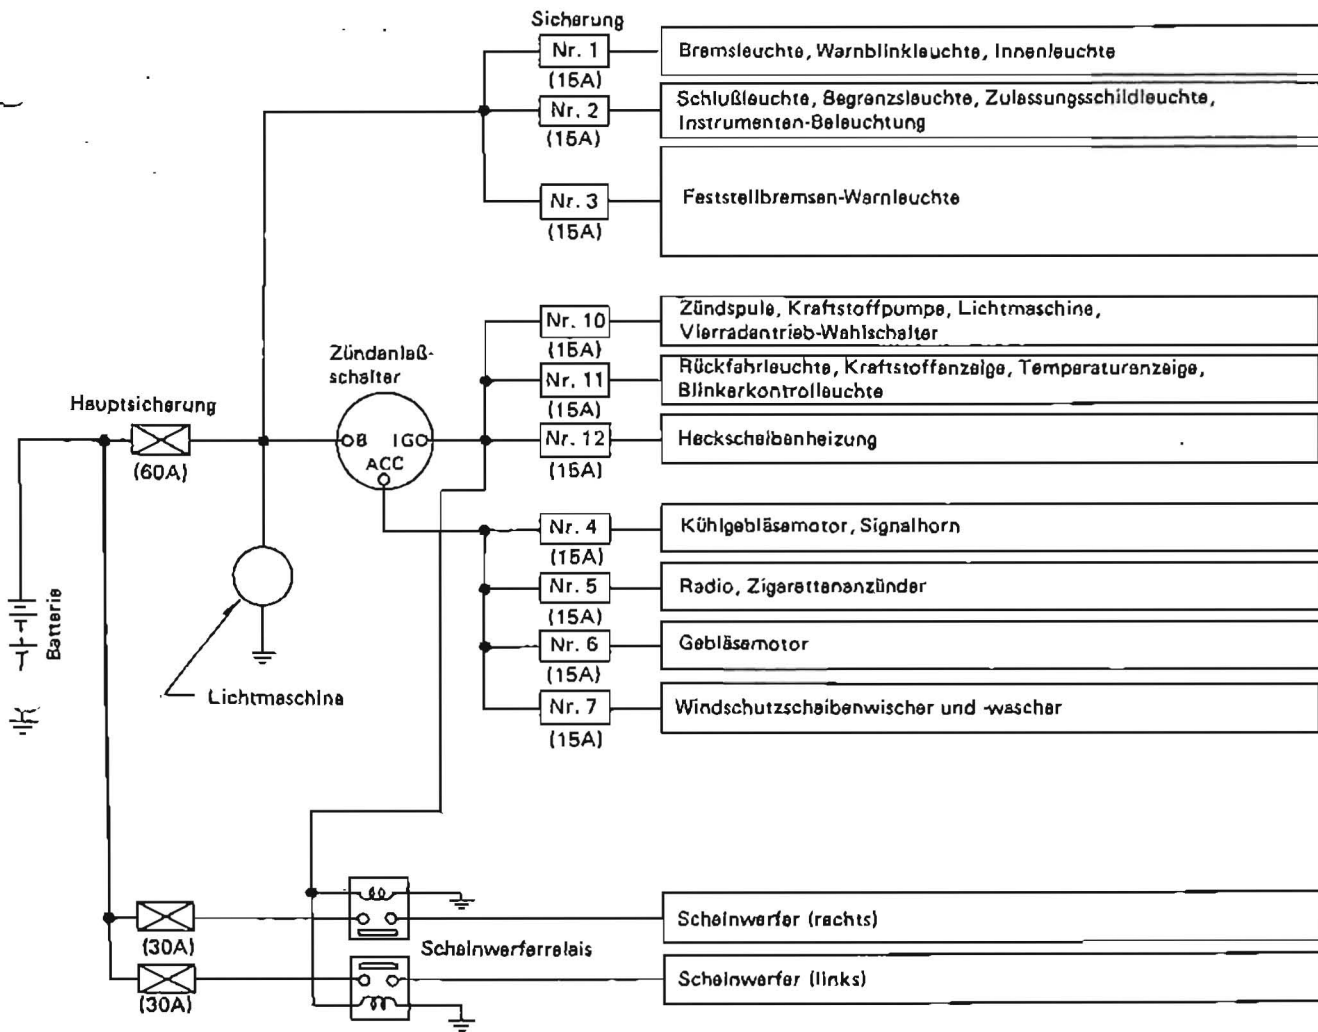 Sicherung
Nr. 1
(15A)
Bremsleuchte, Warnblinkleuchte, Innenleuchte
Nr. 2
(15A)
Schlußleuchte, Begrenzsleuchte, Zulassungsschildleuchte,
Instrumenten-Beleuchtung
Nr. 3
(15A)
Feststellbremsen-Warnleuchte
Nr. 10
(15A)
Zündspule, Kraftstoffpumpe, Lichtmaschine,
Vierradantrieb-Wahlschalter
Nr. 11
(15A)
Rückfahrleuchte, Kraftstoffanzeige, Temperaturanzeige,
Blinkerkontrolleuchte
Nr. 12
(15A)
Heckscheibenheizung
Zündanlaß-
schalter
B IG
ACC
Hauptsicherung
(60A)
Nr. 4
(15A)
Kühlgebläsemotor, Signalhorn
Nr. 5
(15A)
Radio, Zigarettenanzünder
Nr. 6
(15A)
Gebläsemotor
Nr. 7
(15A)
Windschutzscheibenwischer und -wascher
Batterie
Lichtmaschine
(30A)
Scheinwerfer (rechts)
Scheinwerferrelais
(30A)
Scheinwerfer (links)